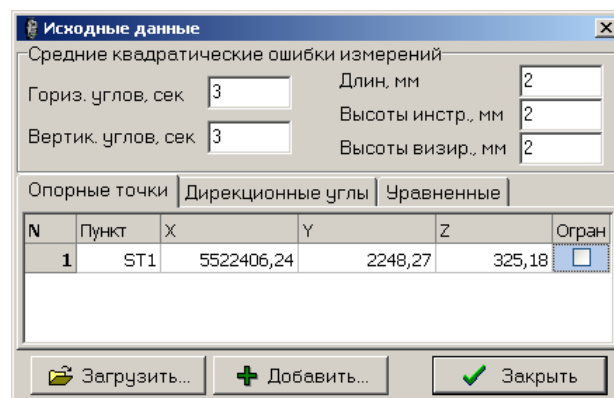 Исходные данные
Средние квадратические ошибки измерений
Гориз. углов, сек 3
Длин, мм 2
Вертик. углов, сек 3
Высоты инстр., мм 2
Высоты визир., мм 2
Опорные точки Дирекционные углы Уравненные
N Пункт X Y Z Огран
1 ST1 5522406,24 2248,27 325,18
Загрузить... Добавить... Закрыть